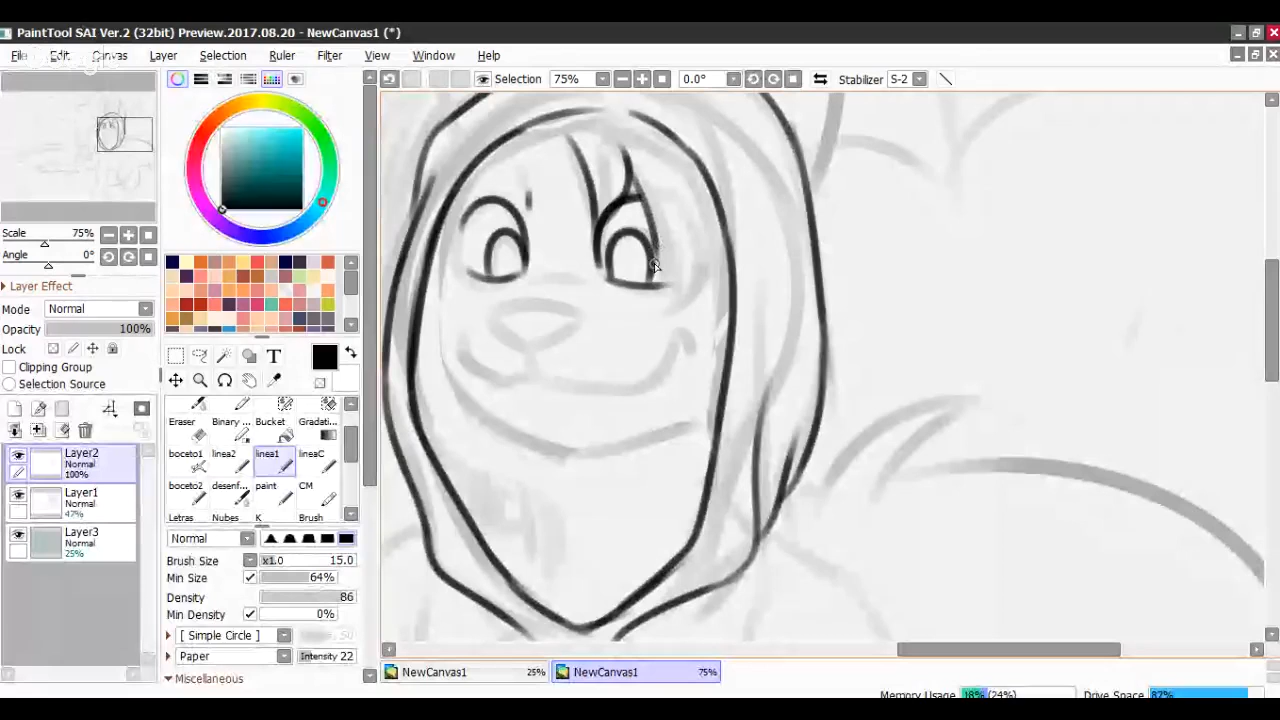 PaintTool SAI Ver.2 (32bit) Preview.2017.08.20 - NewCanvas1 (*)
File Edit Canvas Layer Selection Ruler Filter View Window Help
Selection 75% 0.0° Stabilizer S-2
Scale 75%
Angle 0°
Layer Effect
Mode Normal
Opacity 100%
Lock
Clipping Group
Selection Source
Layer2
Normal
100%
Layer1
Normal
47%
Layer3
Normal
25%
T
Eraser Binary ... Bucket Gradati...
boceto1 linea2 linea1 lineaC
boceto2 desenf... paint CM
Letras Nubes K Brush
Normal
Brush Size x1.0 15.0
Min Size 64%
Density 86
Min Density 0%
[ Simple Circle ] 50
Paper Intensity 22
Miscellaneous
NewCanvas1 25% NewCanvas1 75%
Memory Usage 18% (24%) Drive Space 87%